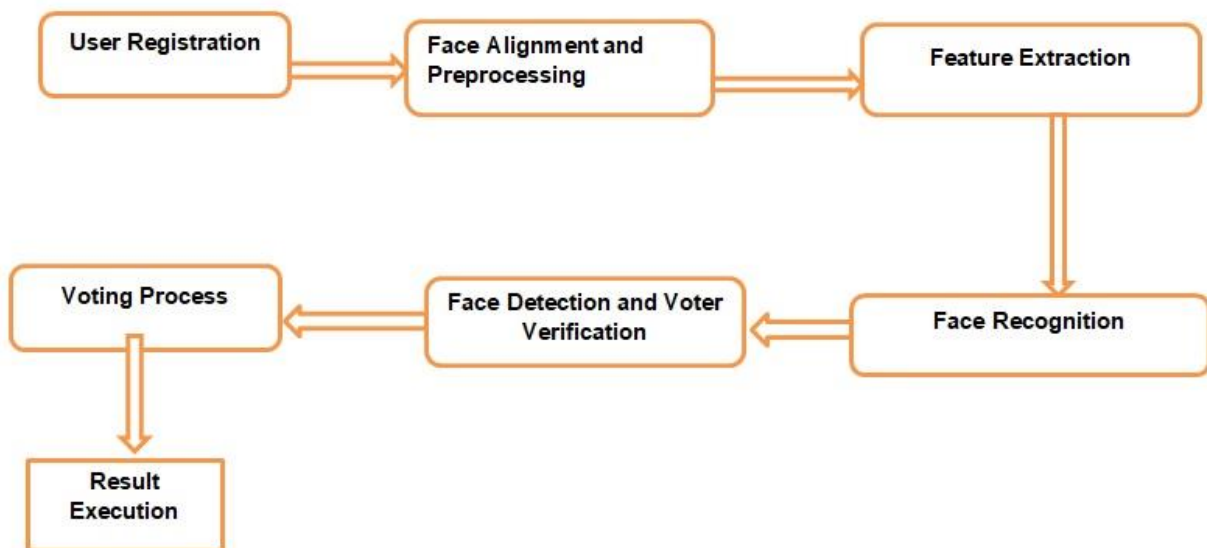 User Registration
Face Alignment and
Preprocessing
Feature Extraction
Face Recognition
Face Detection and Voter
Verification
Voting Process
Result
Execution